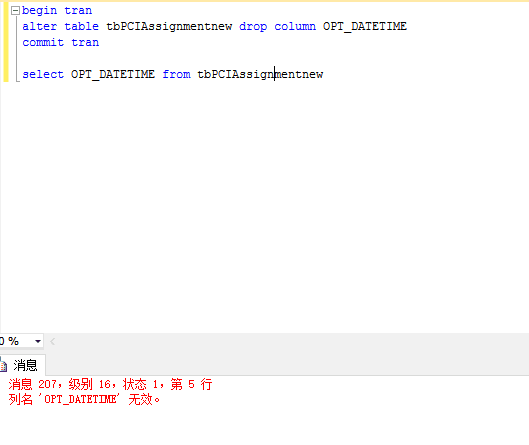 begin tran
alter table tbPCIAssignmentnew drop column OPT_DATETIME
commit tran
select OPT_DATETIME from tbPCIAssignmentnew
0 %
消息
消息 207，级别 16，状态 1，第 5 行
列名 'OPT_DATETIME' 无效。